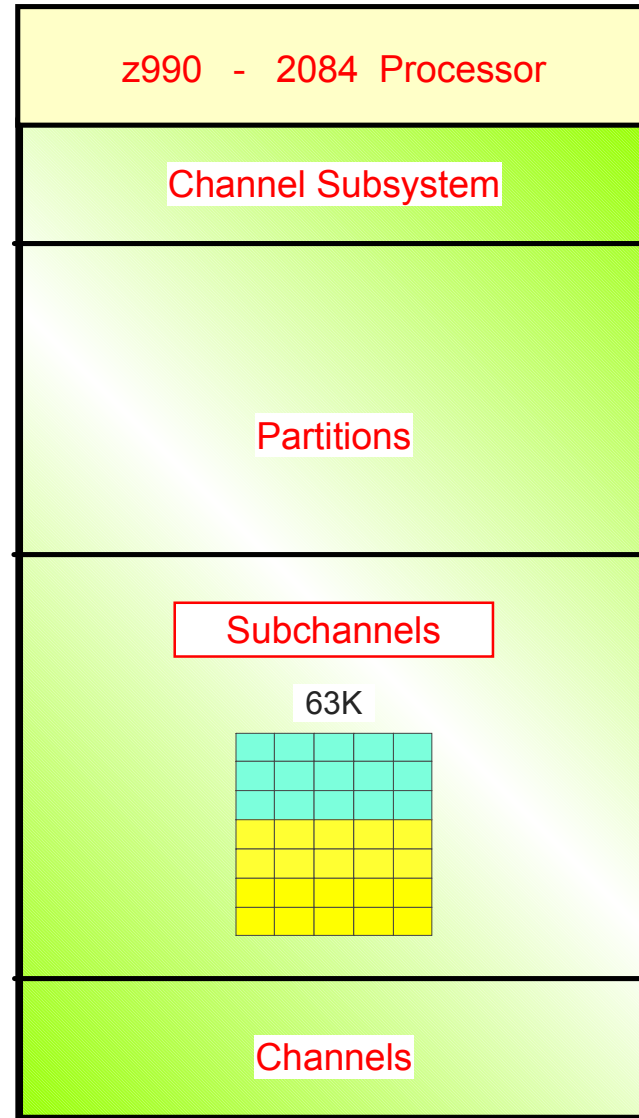 z990 - 2084 Processor
Channel Subsystem
Partitions
Subchannels
63K
Channels